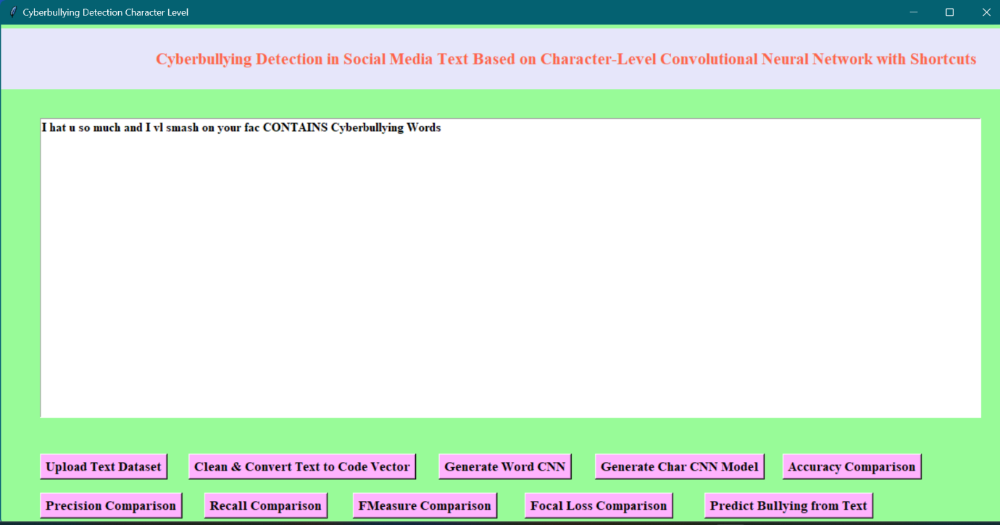 Cyberbullying Detection Character Level
Cyberbullying Detection in Social Media Text Based on Character-Level Convolutional Neural Network with Shortcuts
I hat u so much and I vl smash on your fac CONTAINS Cyberbullying Words
Upload Text Dataset Clean & Convert Text to Code Vector Generate Word CNN Generate Char CNN Model Accuracy Comparison
Precision Comparison Recall Comparison FMeasure Comparison Focal Loss Comparison Predict Bullying from Text